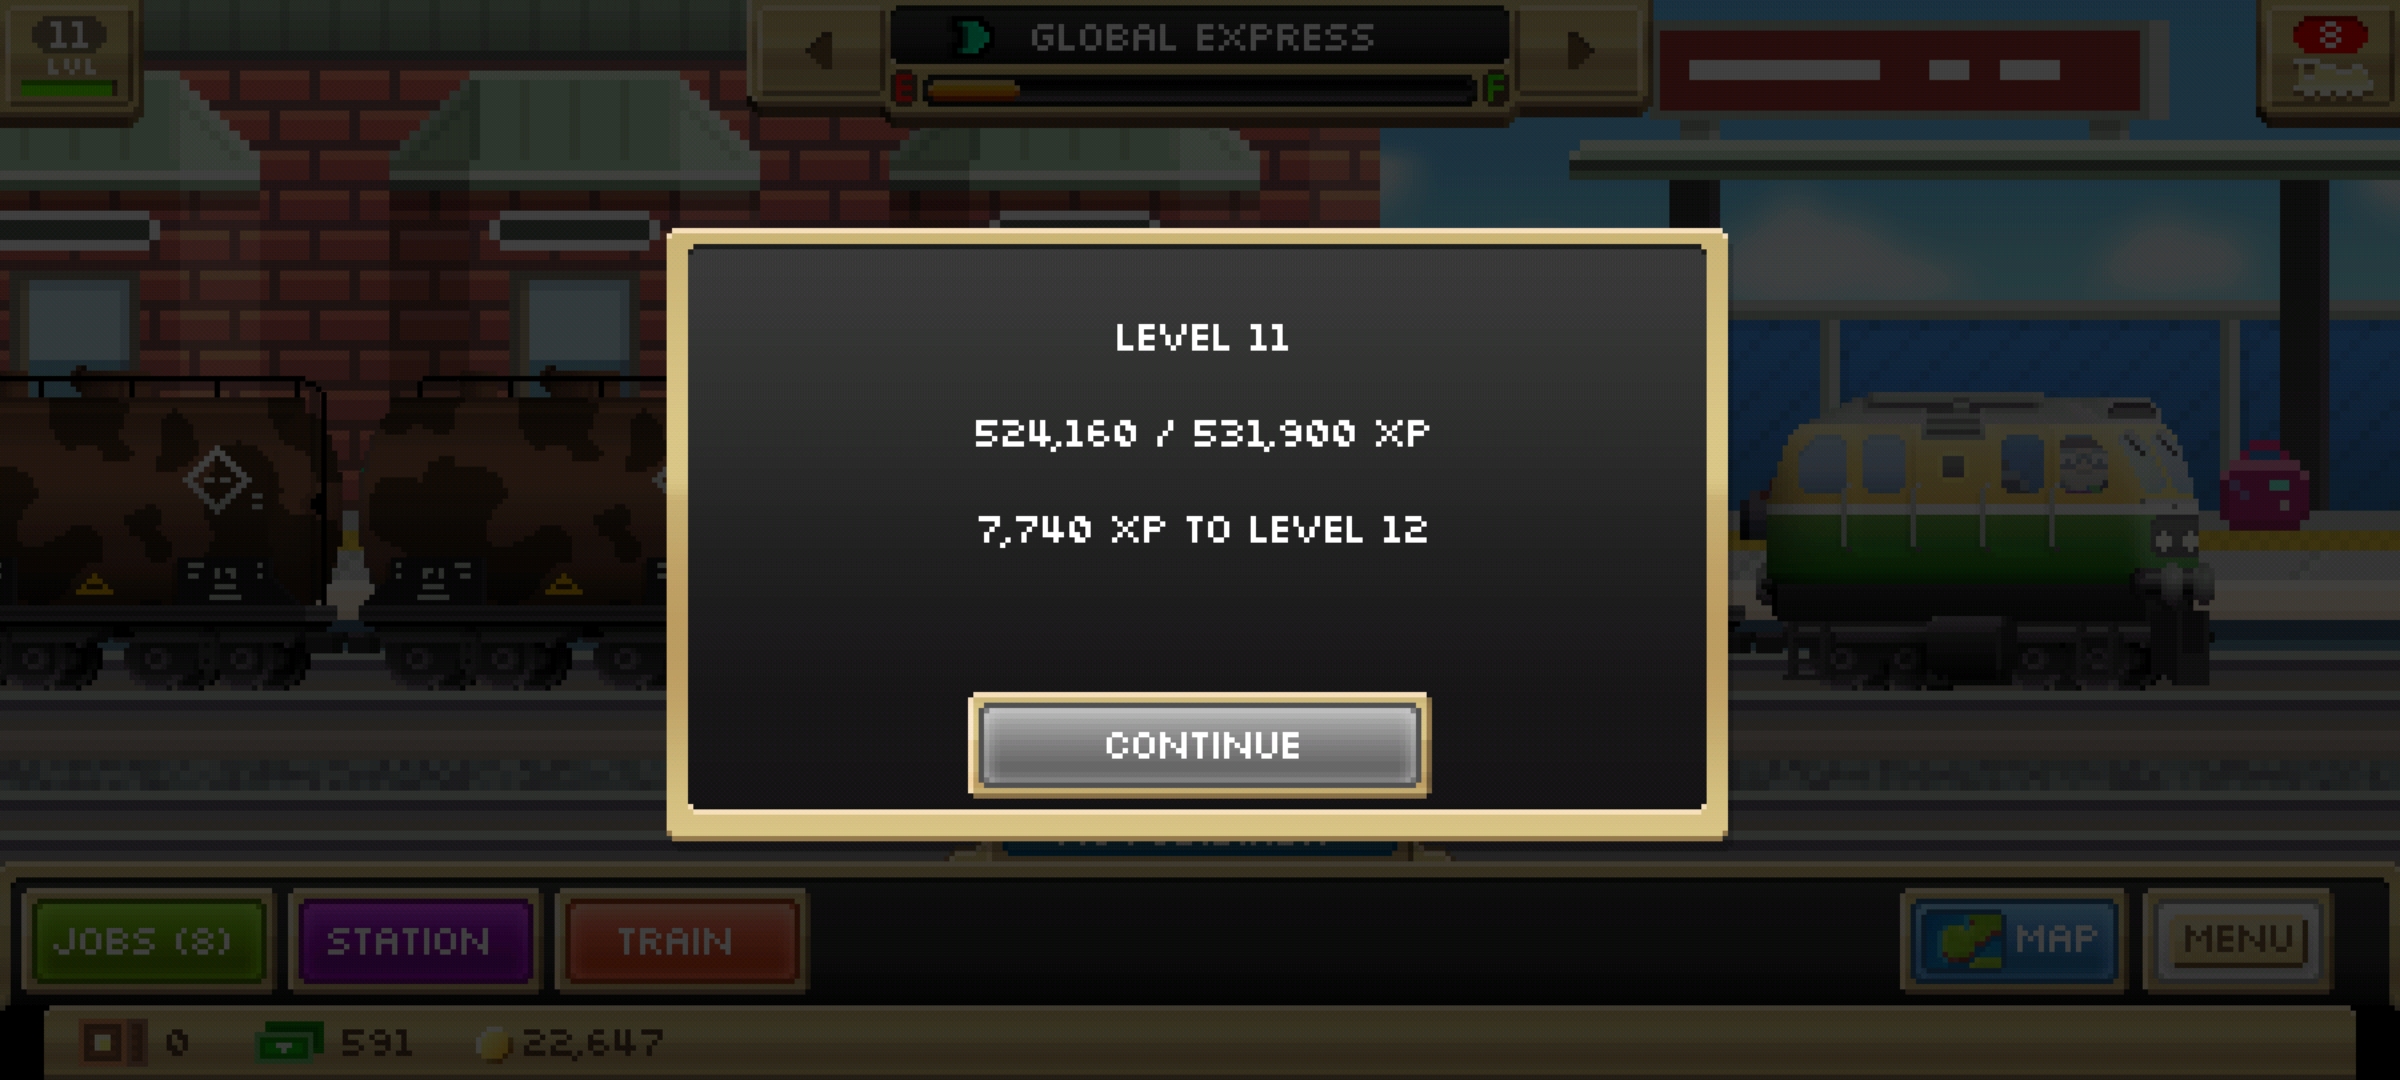 11
LVL
GLOBAL EXPRESS
E
F
8
LEVEL 11
524,160 / 531,900 XP
7,740 XP TO LEVEL 12
CONTINUE
JOBS (8)
STATION
TRAIN
MAP
MENU
0
591
22,647